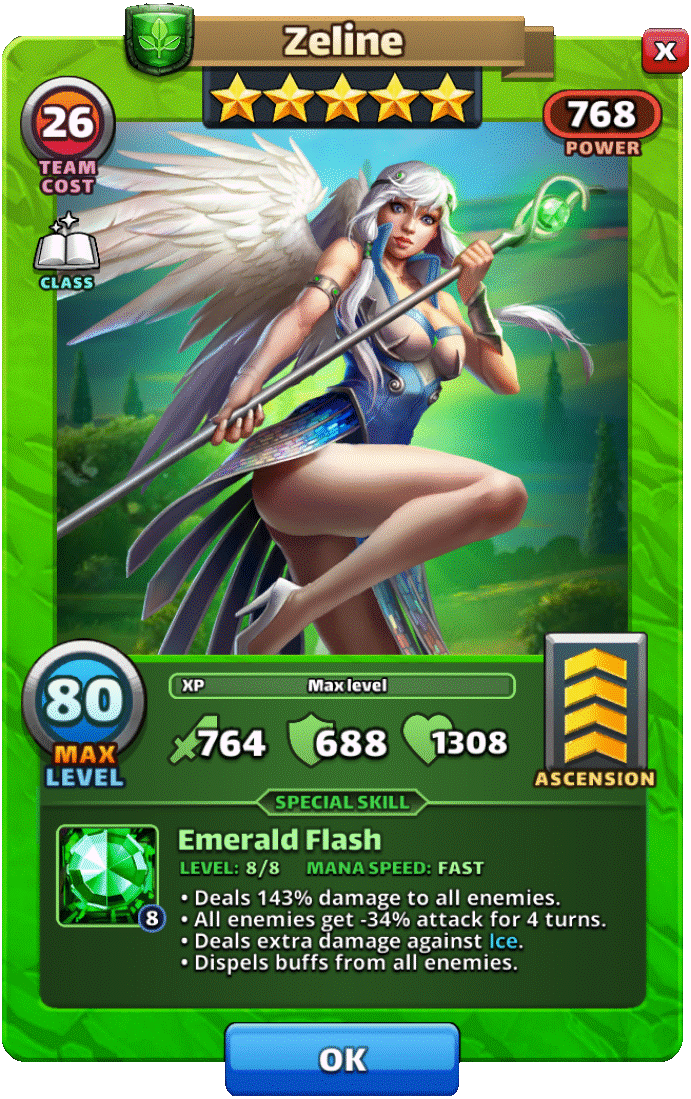 Zeline
X
26
TEAM
COST
768
POWER
CLASS
80
MAX
LEVEL
XP Max level
764 688 1308
ASCENSION
SPECIAL SKILL
Emerald Flash
LEVEL: 8/8 MANA SPEED: FAST
8
• Deals 143% damage to all enemies.
• All enemies get -34% attack for 4 turns.
• Deals extra damage against Ice.
• Dispels buffs from all enemies.
OK